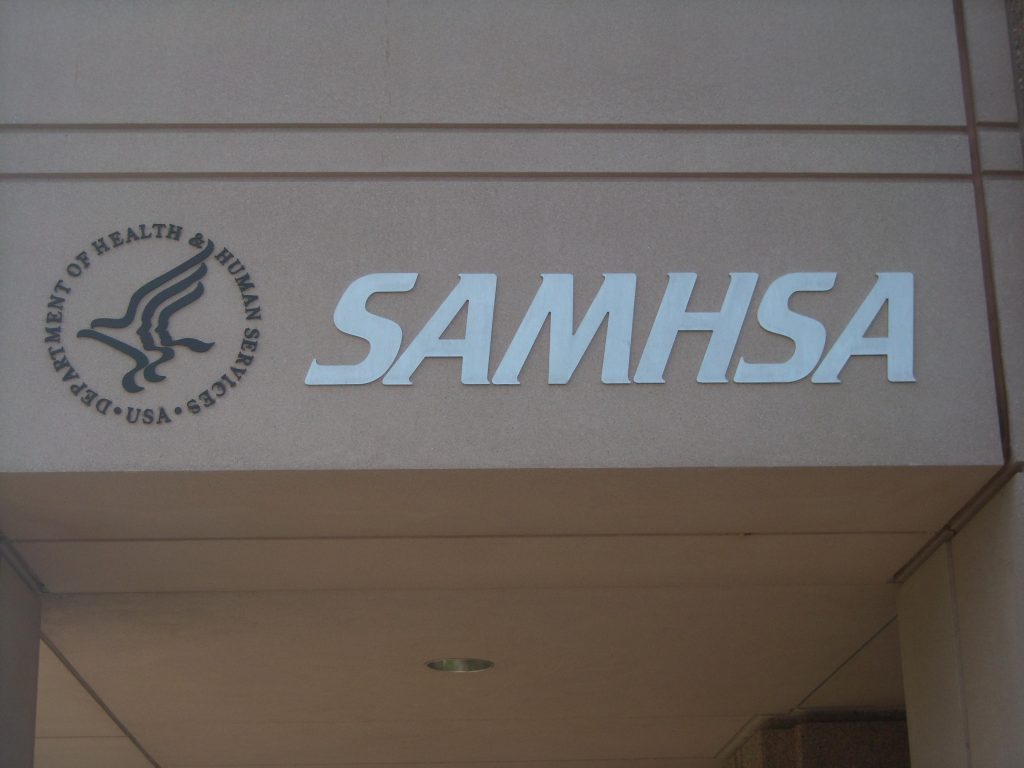 DEPARTMENT OF HEALTH & HUMAN SERVICES • USA •
SAMHSA